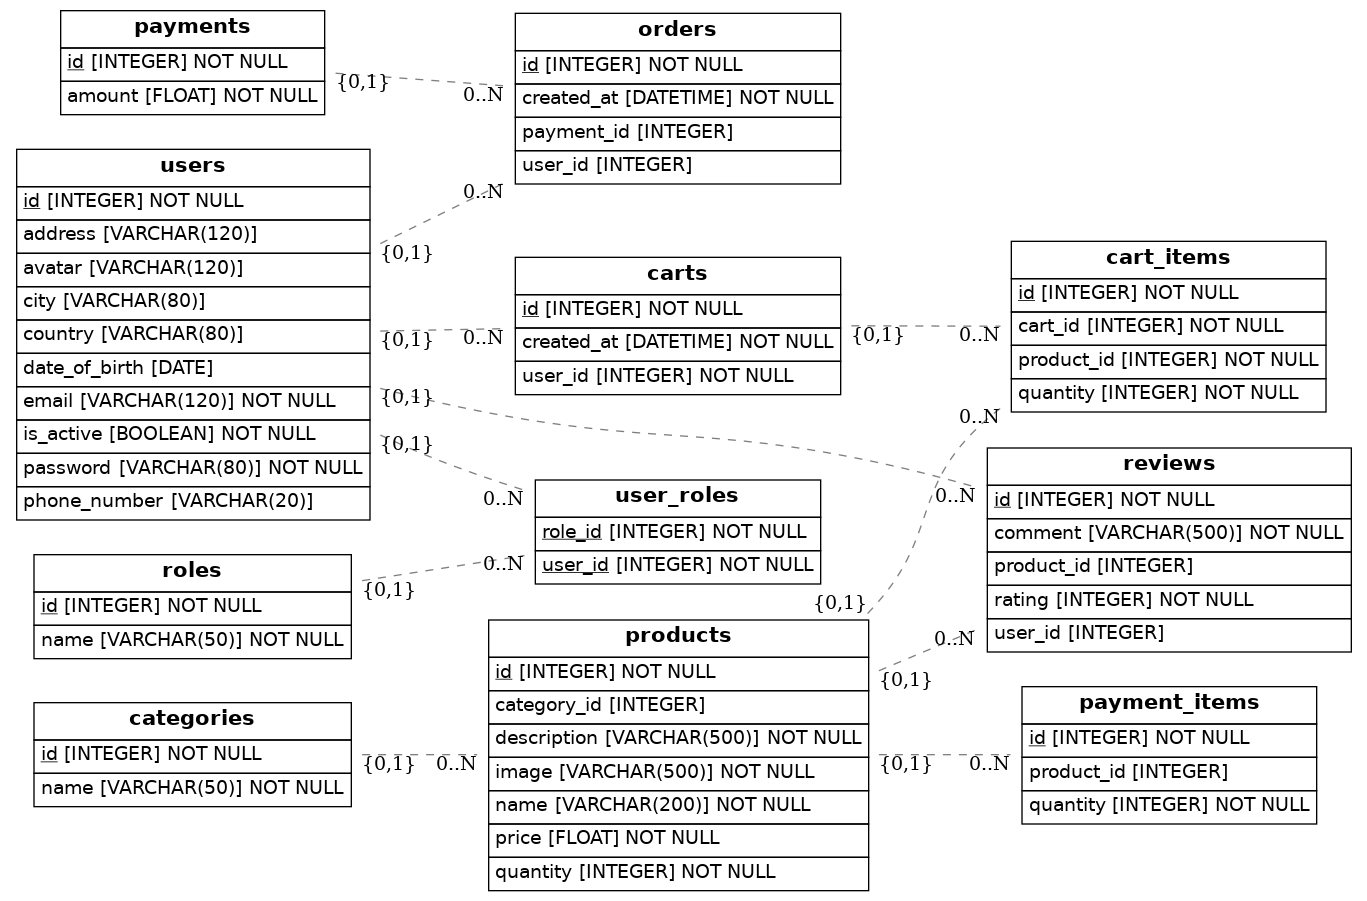 payments
id [INTEGER] NOT NULL
amount [FLOAT] NOT NULL
{0,1}
0..N
orders
id [INTEGER] NOT NULL
created_at [DATETIME] NOT NULL
payment_id [INTEGER]
user_id [INTEGER]
users
id [INTEGER] NOT NULL
address [VARCHAR(120)]
avatar [VARCHAR(120)]
city [VARCHAR(80)]
country [VARCHAR(80)]
date_of_birth [DATE]
email [VARCHAR(120)] NOT NULL
is_active [BOOLEAN] NOT NULL
password [VARCHAR(80)] NOT NULL
phone_number [VARCHAR(20)]
{0,1}
0..N
{0,1}
0..N
{0,1}
0..N
{0,1}
0..N
carts
id [INTEGER] NOT NULL
created_at [DATETIME] NOT NULL
user_id [INTEGER] NOT NULL
{0,1}
0..N
cart_items
id [INTEGER] NOT NULL
cart_id [INTEGER] NOT NULL
product_id [INTEGER] NOT NULL
quantity [INTEGER] NOT NULL
0..N
{0,1}
user_roles
role_id [INTEGER] NOT NULL
user_id [INTEGER] NOT NULL
reviews
id [INTEGER] NOT NULL
comment [VARCHAR(500)] NOT NULL
product_id [INTEGER]
rating [INTEGER] NOT NULL
user_id [INTEGER]
roles
id [INTEGER] NOT NULL
name [VARCHAR(50)] NOT NULL
{0,1}
0..N
products
id [INTEGER] NOT NULL
category_id [INTEGER]
description [VARCHAR(500)] NOT NULL
image [VARCHAR(500)] NOT NULL
name [VARCHAR(200)] NOT NULL
price [FLOAT] NOT NULL
quantity [INTEGER] NOT NULL
{0,1}
0..N
{0,1}
0..N
categories
id [INTEGER] NOT NULL
name [VARCHAR(50)] NOT NULL
{0,1}
0..N
payment_items
id [INTEGER] NOT NULL
product_id [INTEGER]
quantity [INTEGER] NOT NULL